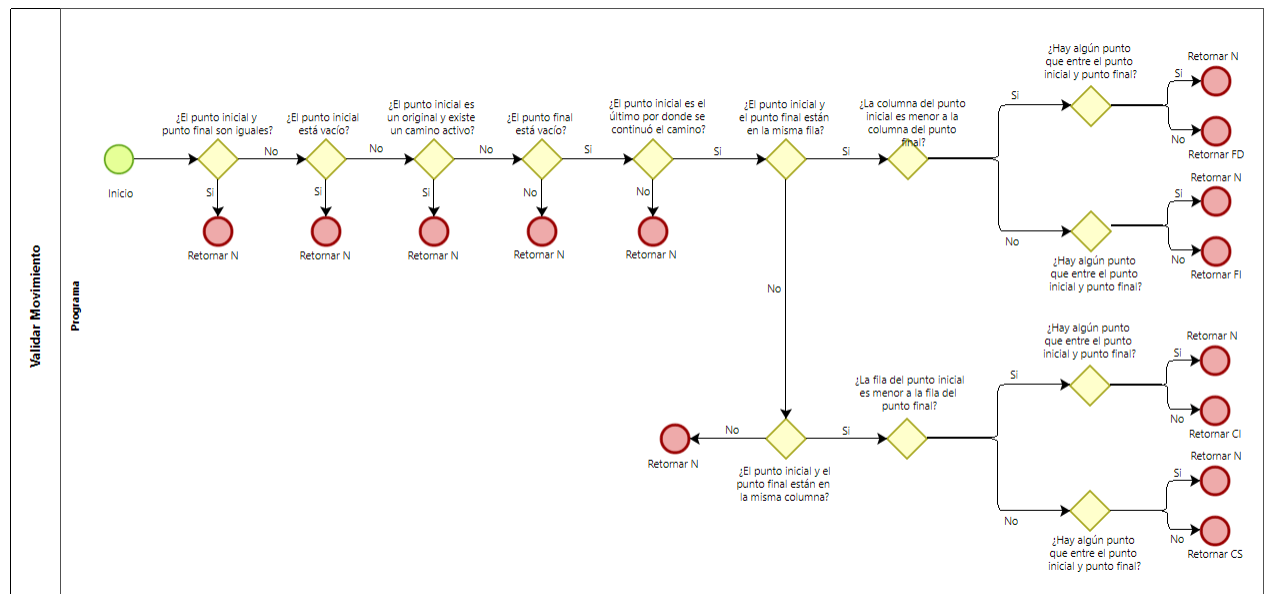 Validar Movimiento
Programa
Inicio
¿El punto inicial y
punto final son iguales?
No
Si
Retornar N
¿El punto inicial
está vacío?
No
Si
Retornar N
¿El punto inicial es
un original y existe
un camino activo?
No
Si
Retornar N
¿El punto final
está vacío?
Si
No
Retornar N
¿El punto inicial es el
último por donde se
continuó el camino?
Si
No
Retornar N
¿El punto inicial y
el punto final están
en la misma fila?
Si
No
¿La columna del punto
inicial es menor a la
columna del punto
final?
Si
No
¿Hay algún punto
que entre el punto
inicial y punto final?
Si
Retornar N
No
Retornar FD
¿Hay algún punto
que entre el punto
inicial y punto final?
Si
Retornar N
No
Retornar FI
¿El punto inicial y el
punto final están en
la misma columna?
No
Retornar N
Si
¿La fila del punto inicial
es menor a la fila del
punto final?
Si
No
¿Hay algún punto
que entre el punto
inicial y punto final?
Si
Retornar N
No
Retornar CI
¿Hay algún punto
que entre el punto
inicial y punto final?
Si
Retornar N
No
Retornar CS